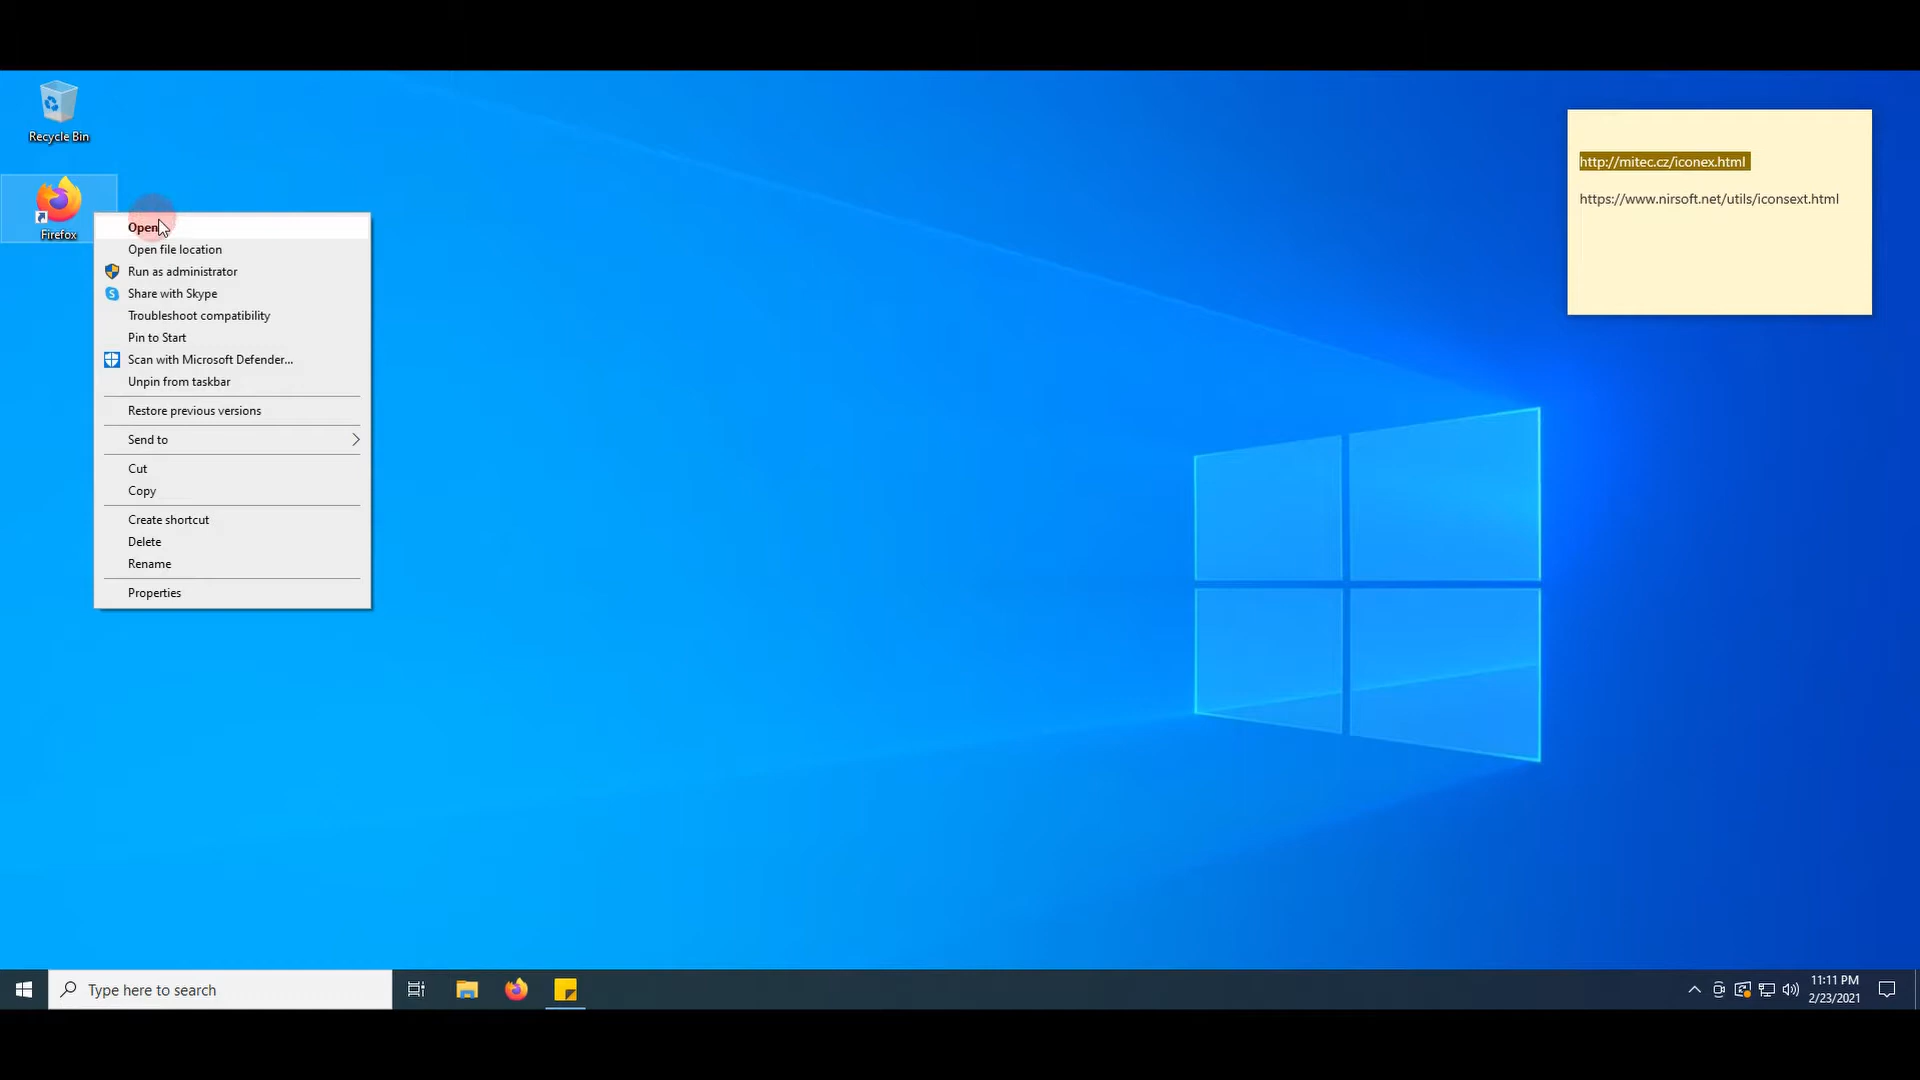 Recycle Bin
Firefox
Open
Open file location
Run as administrator
Share with Skype
Troubleshoot compatibility
Pin to Start
Scan with Microsoft Defender...
Unpin from taskbar
Restore previous versions
Send to
Cut
Copy
Create shortcut
Delete
Rename
Properties
http://mitec.cz/iconex.html
https://www.nirsoft.net/utils/iconsext.html
Type here to search
11:11 PM
2/23/2021